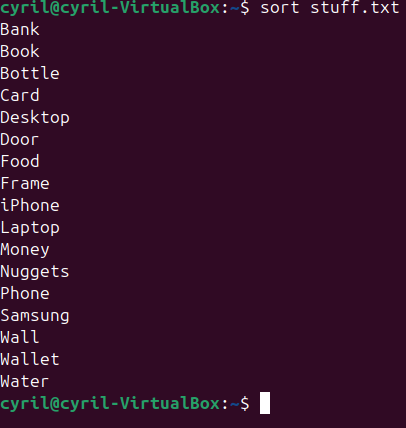 cyril@cyril-VirtualBox:~$ sort stuff.txt
Bank
Book
Bottle
Card
Desktop
Door
Food
Frame
iPhone
Laptop
Money
Nuggets
Phone
Samsung
Wall
Wallet
Water
cyril@cyril-VirtualBox:~$